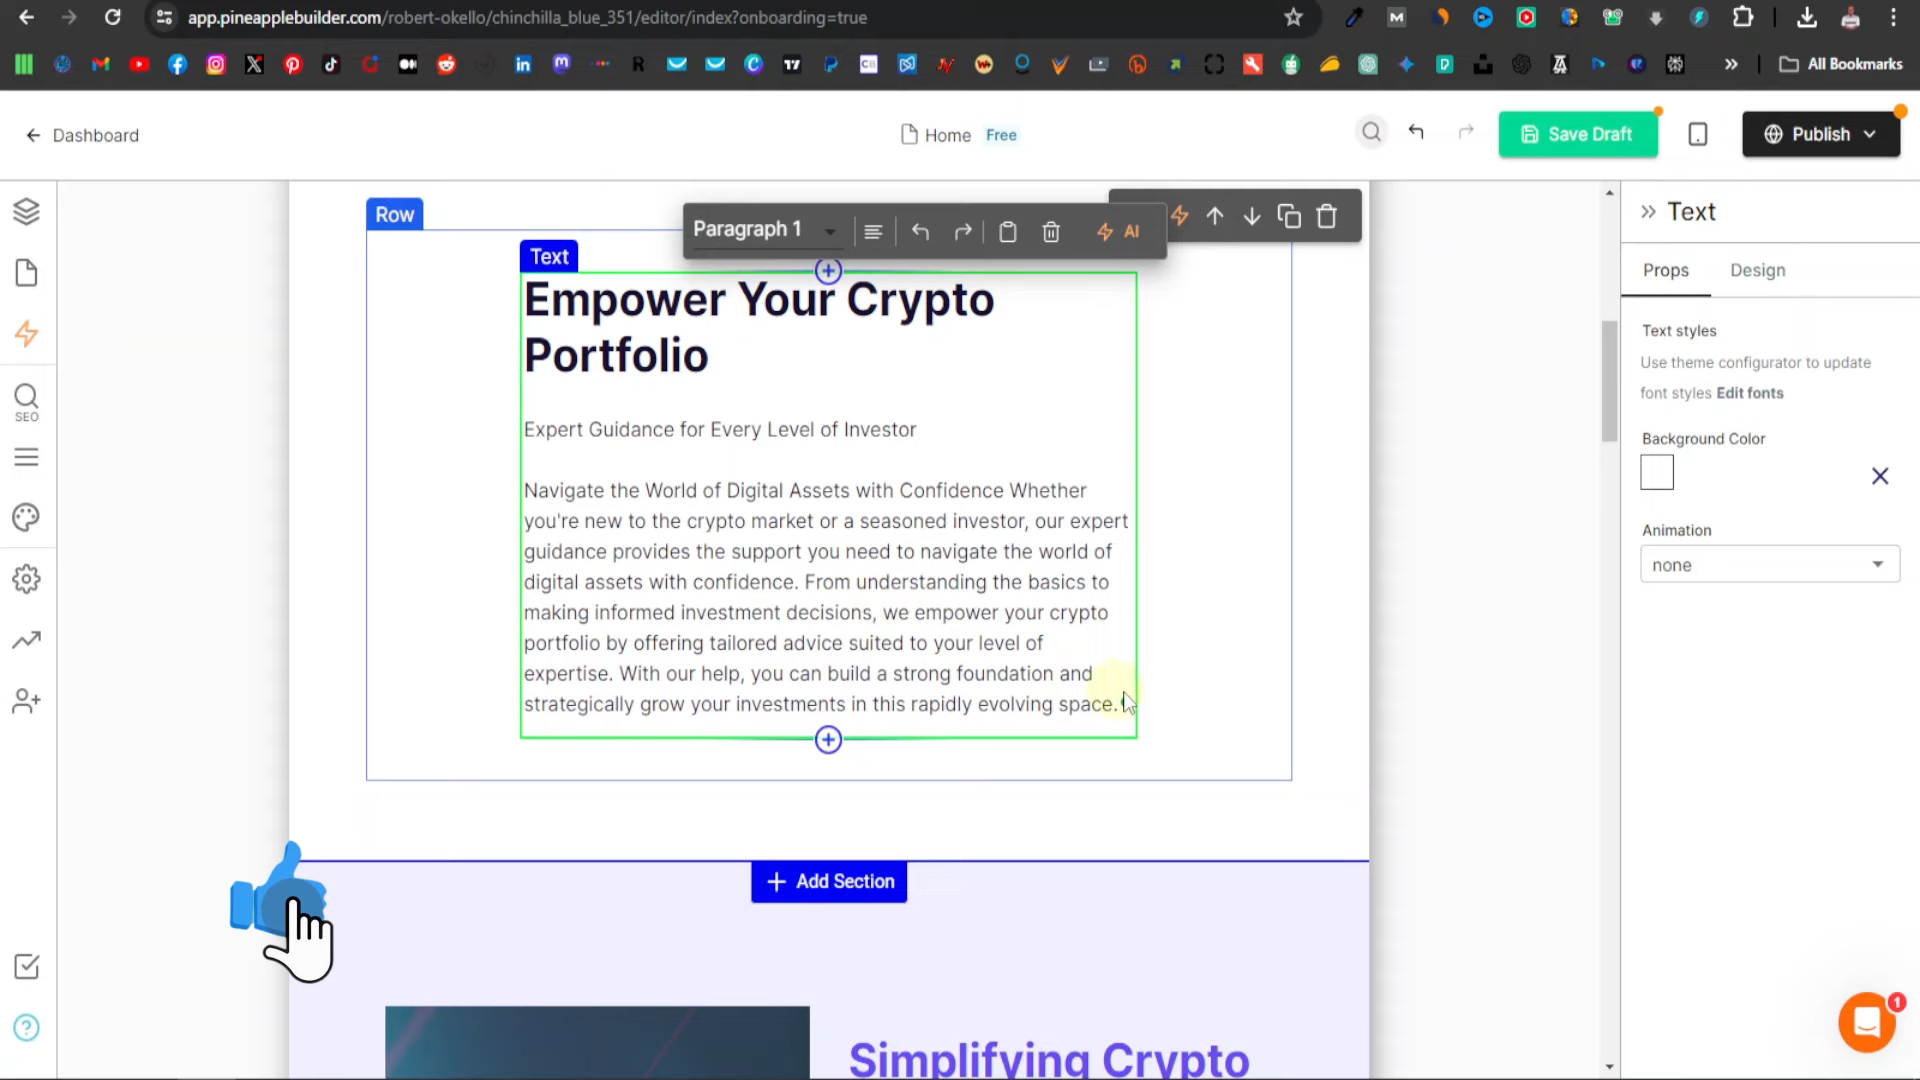 app.pineapplebuilder.com/robert-okello/chinchilla_blue_351/editor/index?onboarding=true
All Bookmarks
Dashboard
Home Free
Save Draft
Publish
Row
Paragraph 1
AI
Text
Text
Props
Design
Empower Your Crypto
Portfolio
Expert Guidance for Every Level of Investor
Navigate the World of Digital Assets with Confidence Whether
you're new to the crypto market or a seasoned investor, our expert
guidance provides the support you need to navigate the world of
digital assets with confidence. From understanding the basics to
making informed investment decisions, we empower your crypto
portfolio by offering tailored advice suited to your level of
expertise. With our help, you can build a strong foundation and
strategically grow your investments in this rapidly evolving space.
Text styles
Use theme configurator to update
font styles Edit fonts
Background Color
Animation
none
SEO
Add Section
Simplifying Crypto
1